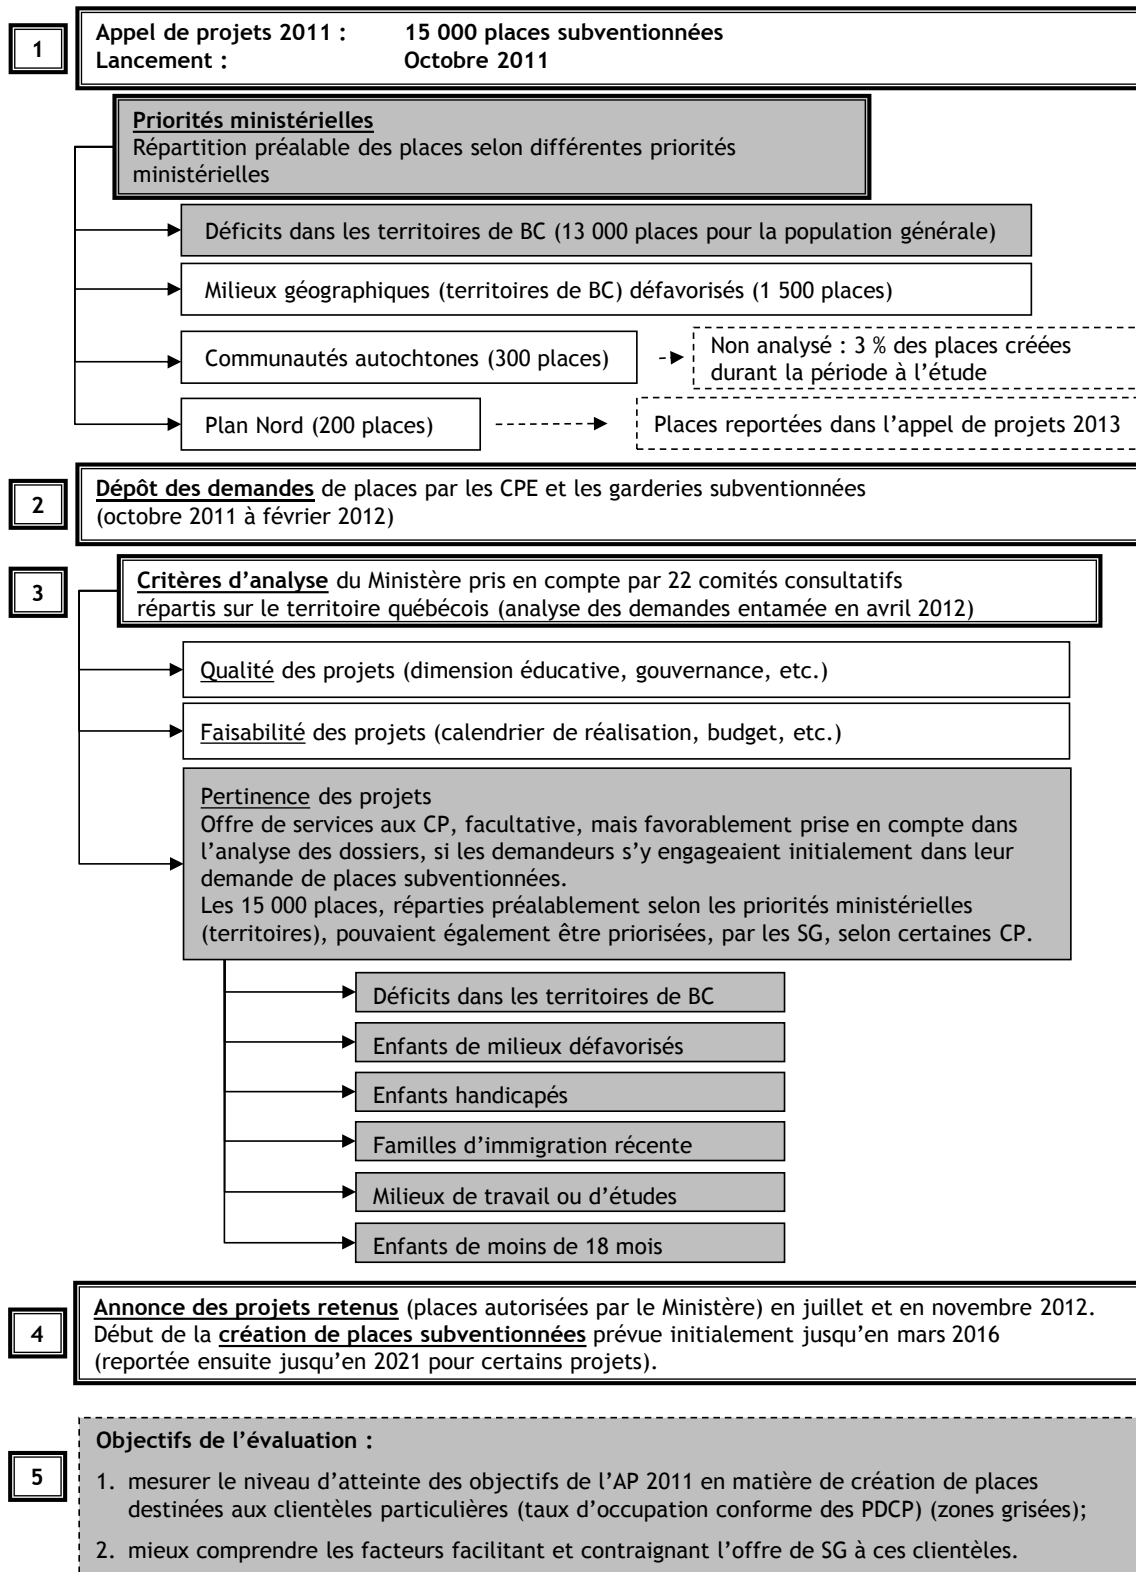 1
Appel de projets 2011 : 15 000 places subventionnées
Lancement : Octobre 2011
Priorités ministérielles
Répartition préalable des places selon différentes priorités
ministérielles
Déficits dans les territoires de BC (13 000 places pour la population générale)
Milieux géographiques (territoires de BC) défavorisés (1 500 places)
Communautés autochtones (300 places)
Non analysé : 3 % des places créées
durant la période à l’étude
Plan Nord (200 places)
Places reportées dans l’appel de projets 2013
2
Dépôt des demandes de places par les CPE et les garderies subventionnées
(octobre 2011 à février 2012)
3
Critères d’analyse du Ministère pris en compte par 22 comités consultatifs
répartis sur le territoire québécois (analyse des demandes entamée en avril 2012)
Qualité des projets (dimension éducative, gouvernance, etc.)
Faisabilité des projets (calendrier de réalisation, budget, etc.)
Pertinence des projets
Offre de services aux CP, facultative, mais favorablement prise en compte dans
l’analyse des dossiers, si les demandeurs s’y engageaient initialement dans leur
demande de places subventionnées.
Les 15 000 places, réparties préalablement selon les priorités ministérielles
(territoires), pouvaient également être priorisées, par les SG, selon certaines CP.
Déficits dans les territoires de BC
Enfants de milieux défavorisés
Enfants handicapés
Familles d’immigration récente
Milieux de travail ou d’études
Enfants de moins de 18 mois
4
Annonce des projets retenus (places autorisées par le Ministère) en juillet et en novembre 2012.
Début de la création de places subventionnées prévue initialement jusqu’en mars 2016
(reportée ensuite jusqu’en 2021 pour certains projets).
5
Objectifs de l’évaluation :
1. mesurer le niveau d’atteinte des objectifs de l’AP 2011 en matière de création de places
destinées aux clientèles particulières (taux d’occupation conforme des PDCP) (zones grisées);
2. mieux comprendre les facteurs facilitant et contraignant l’offre de SG à ces clientèles.